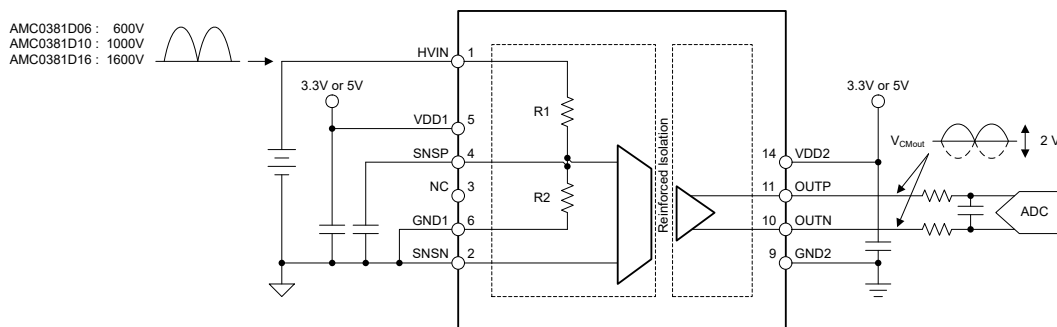 AMC0381D06 : 600V
AMC0381D10 : 1000V
AMC0381D16 : 1600V
HVIN
1
3.3V or 5V
VDD1
5
SNSP
4
NC
3
GND1
6
SNSN
2
R1
R2
Reinforced Isolation
3.3V or 5V
14
VDD2
11
OUTP
10
OUTN
9
GND2
VCMout
2 V
ADC